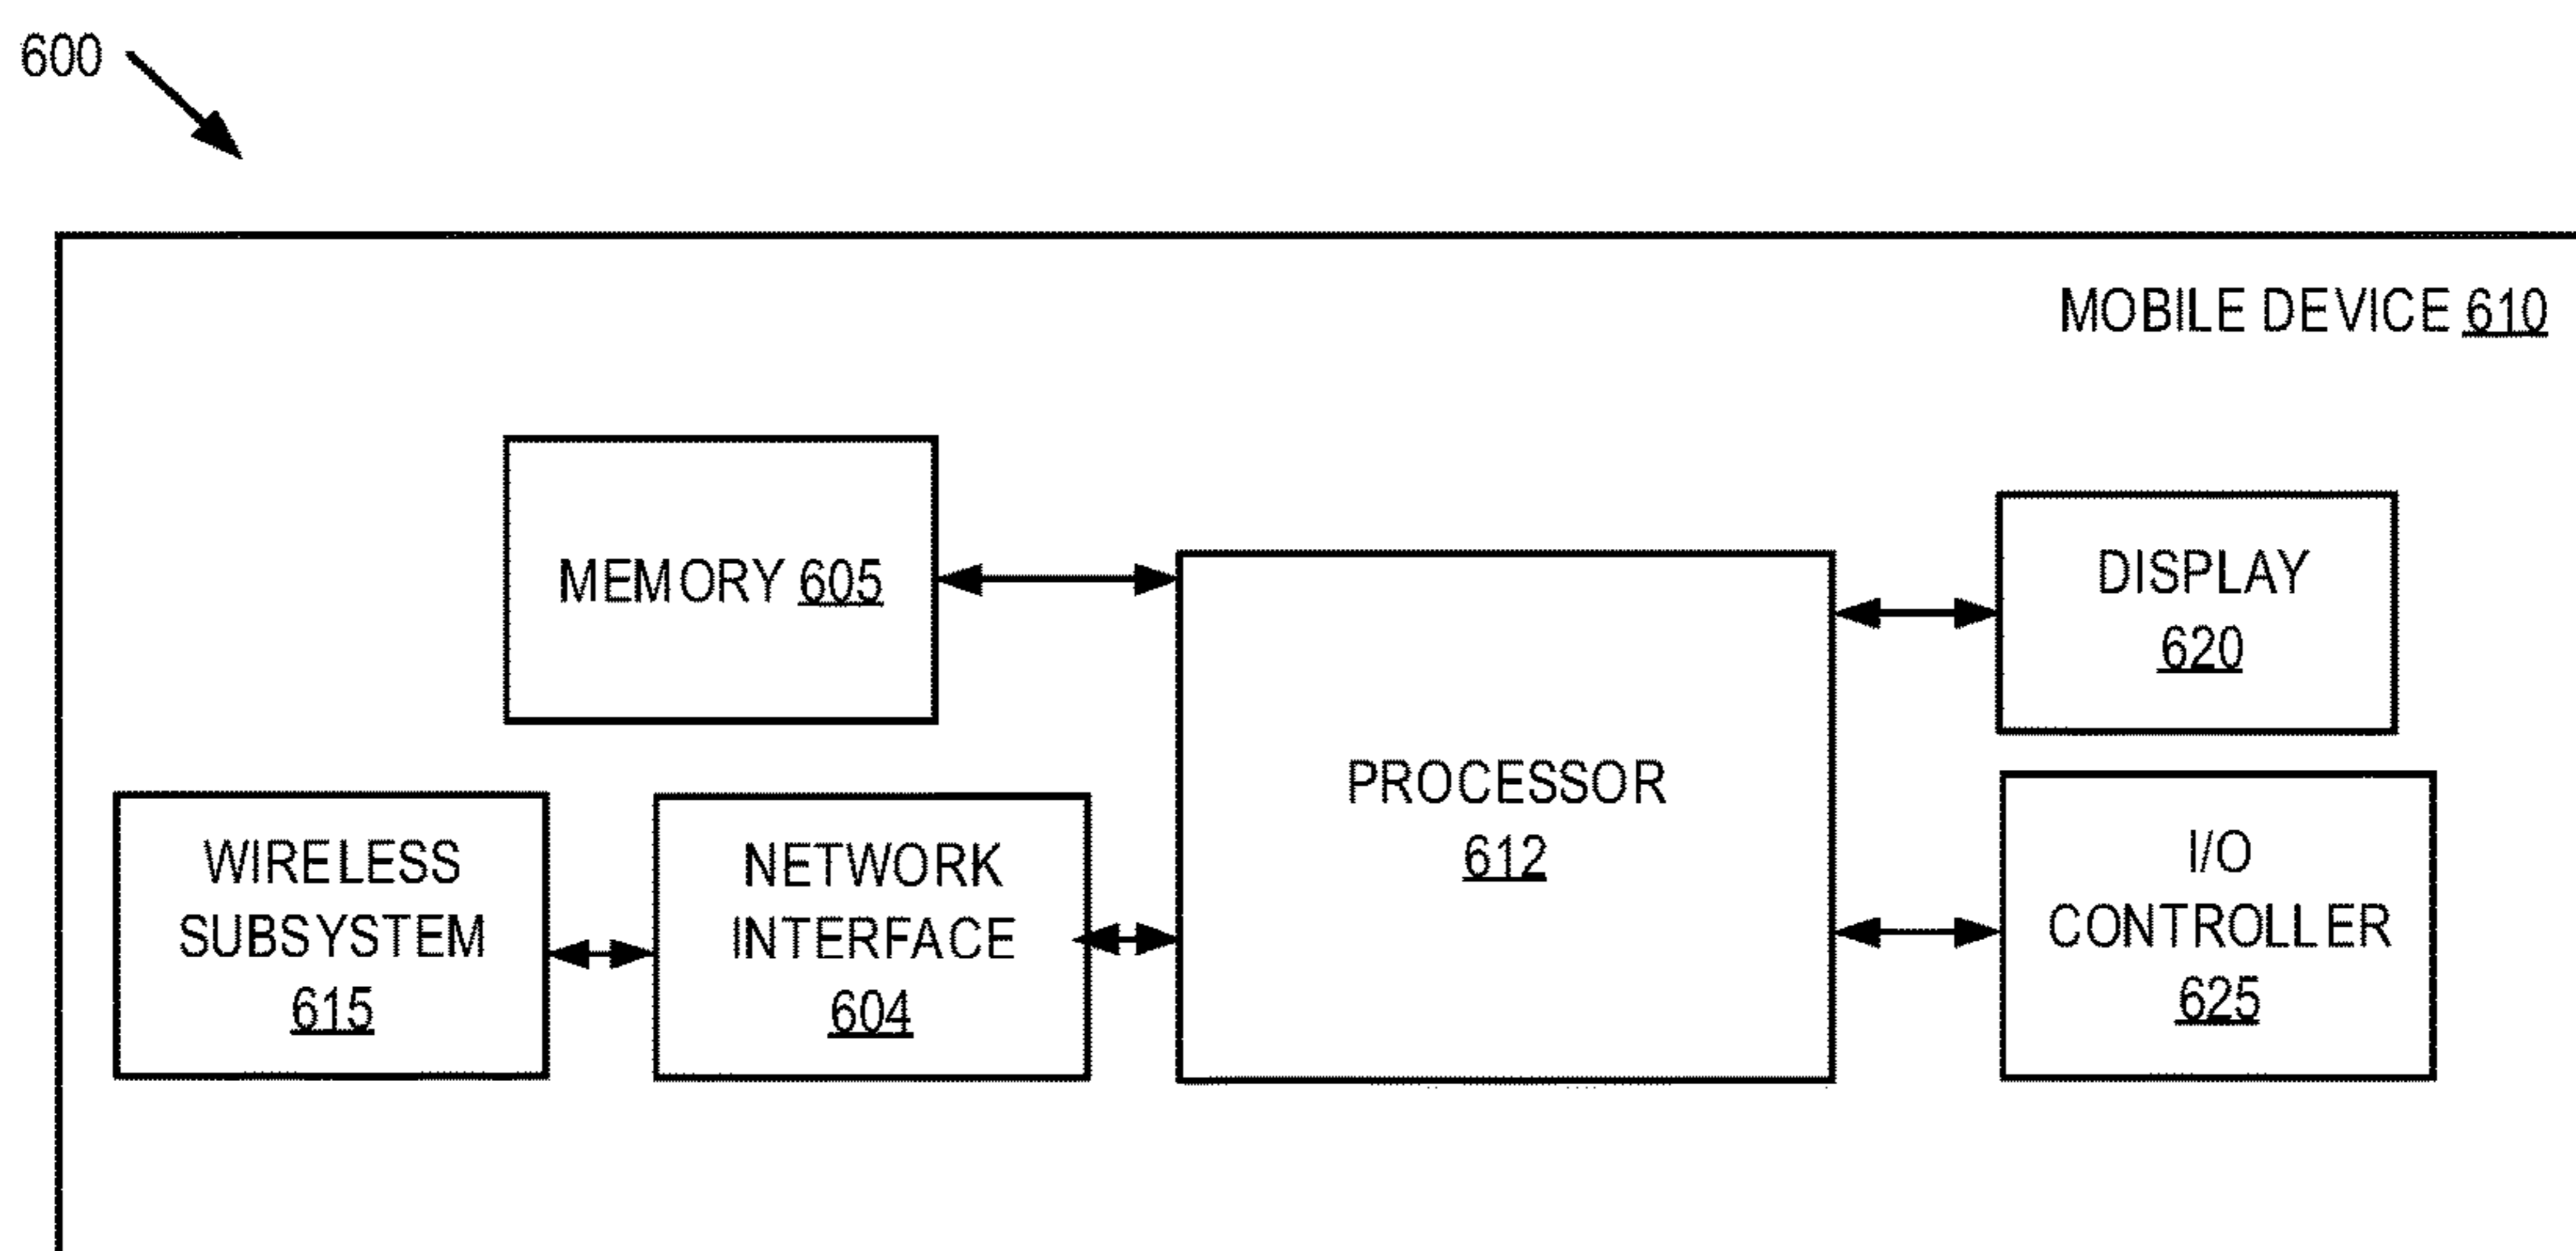 600
MOBILE DEVICE 610
MEMORY 605
DISPLAY
620
PROCESSOR
612
WIRELESS
SUBSYSTEM
615
NETWORK
INTERFACE
604
I/O
CONTROLLER
625